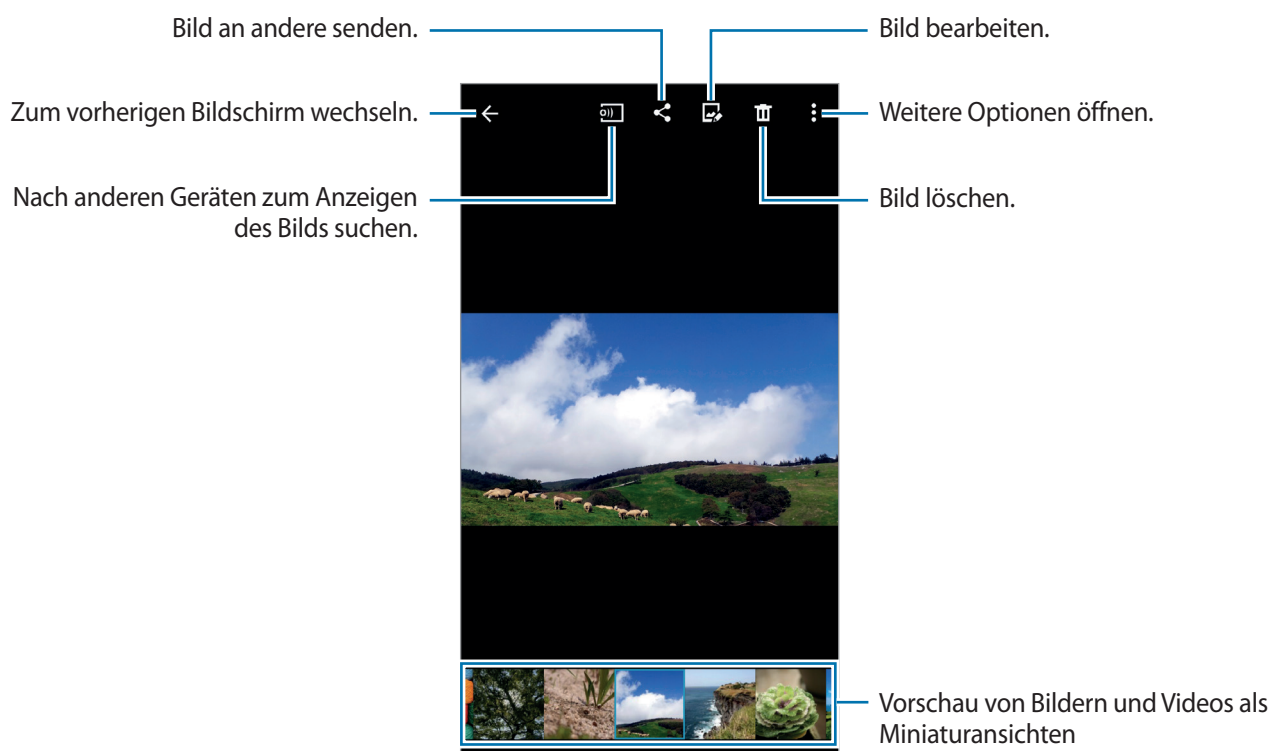 Bild an andere senden.
Bild bearbeiten.
Zum vorherigen Bildschirm wechseln.
Weitere Optionen öffnen.
Nach anderen Geräten zum Anzeigen
des Bilds suchen.
Bild löschen.
Vorschau von Bildern und Videos als
Miniaturansichten